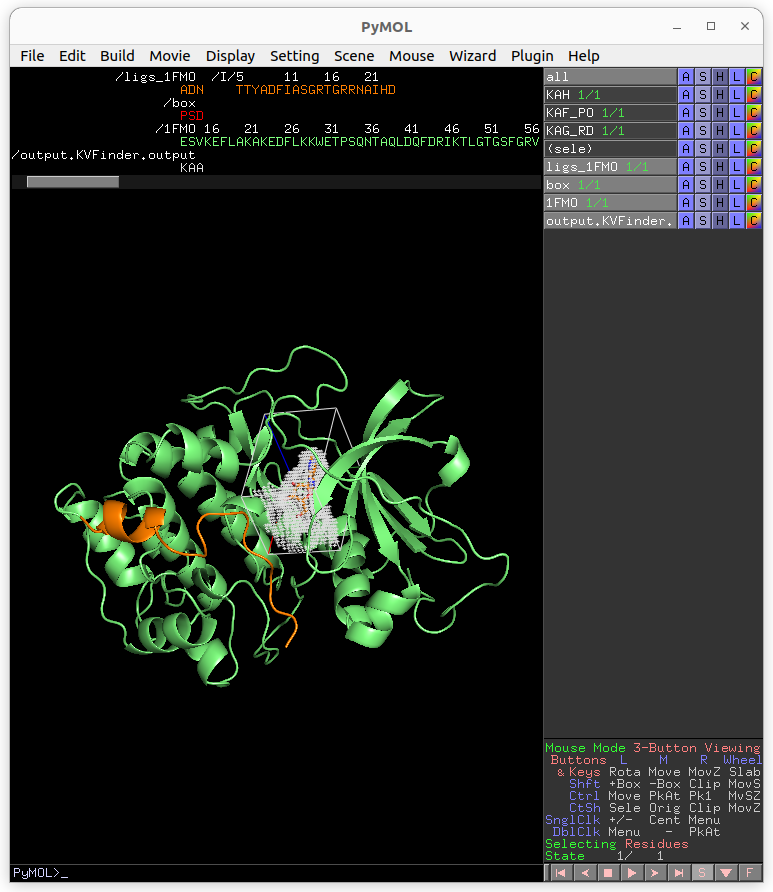 PyMOL
File Edit Build Movie Display Setting Scene Mouse Wizard Plugin Help
/ligs_1FMO /I/5 11 16 21
ADN TTYADFIASGRTGRRNAIHD
/box
PSD
/1FMO 16 21 26 31 36 41 46 51 56
ESVKEFLAKAKEDFLKKWETPSQNTAQLDQFDRIKTLGTGSFGRV
/output.KVFinder.output
KAA
all A S H L C
KAH 1/1 A S H L C
KAF_PO 1/1 A S H L C
KAG_RD 1/1 A S H L C
(sele) A S H L C
ligs_1FMO 1/1 A S H L C
box 1/1 A S H L C
1FMO 1/1 A S H L C
output.KVFinder. A S H L C
Mouse Mode 3-Button Viewing
Buttons L M R Wheel
& Keys Rota Move MovZ Slab
Shft +Box -Box Clip MovS
Ctrl Move PkAt Pk1 MvSZ
CtSh Sele Orig Clip MovZ
SnglClk +/- Cent Menu
DblClk Menu - PkAt
Selecting Residues
State 1/ 1
PyMOL>_
S F